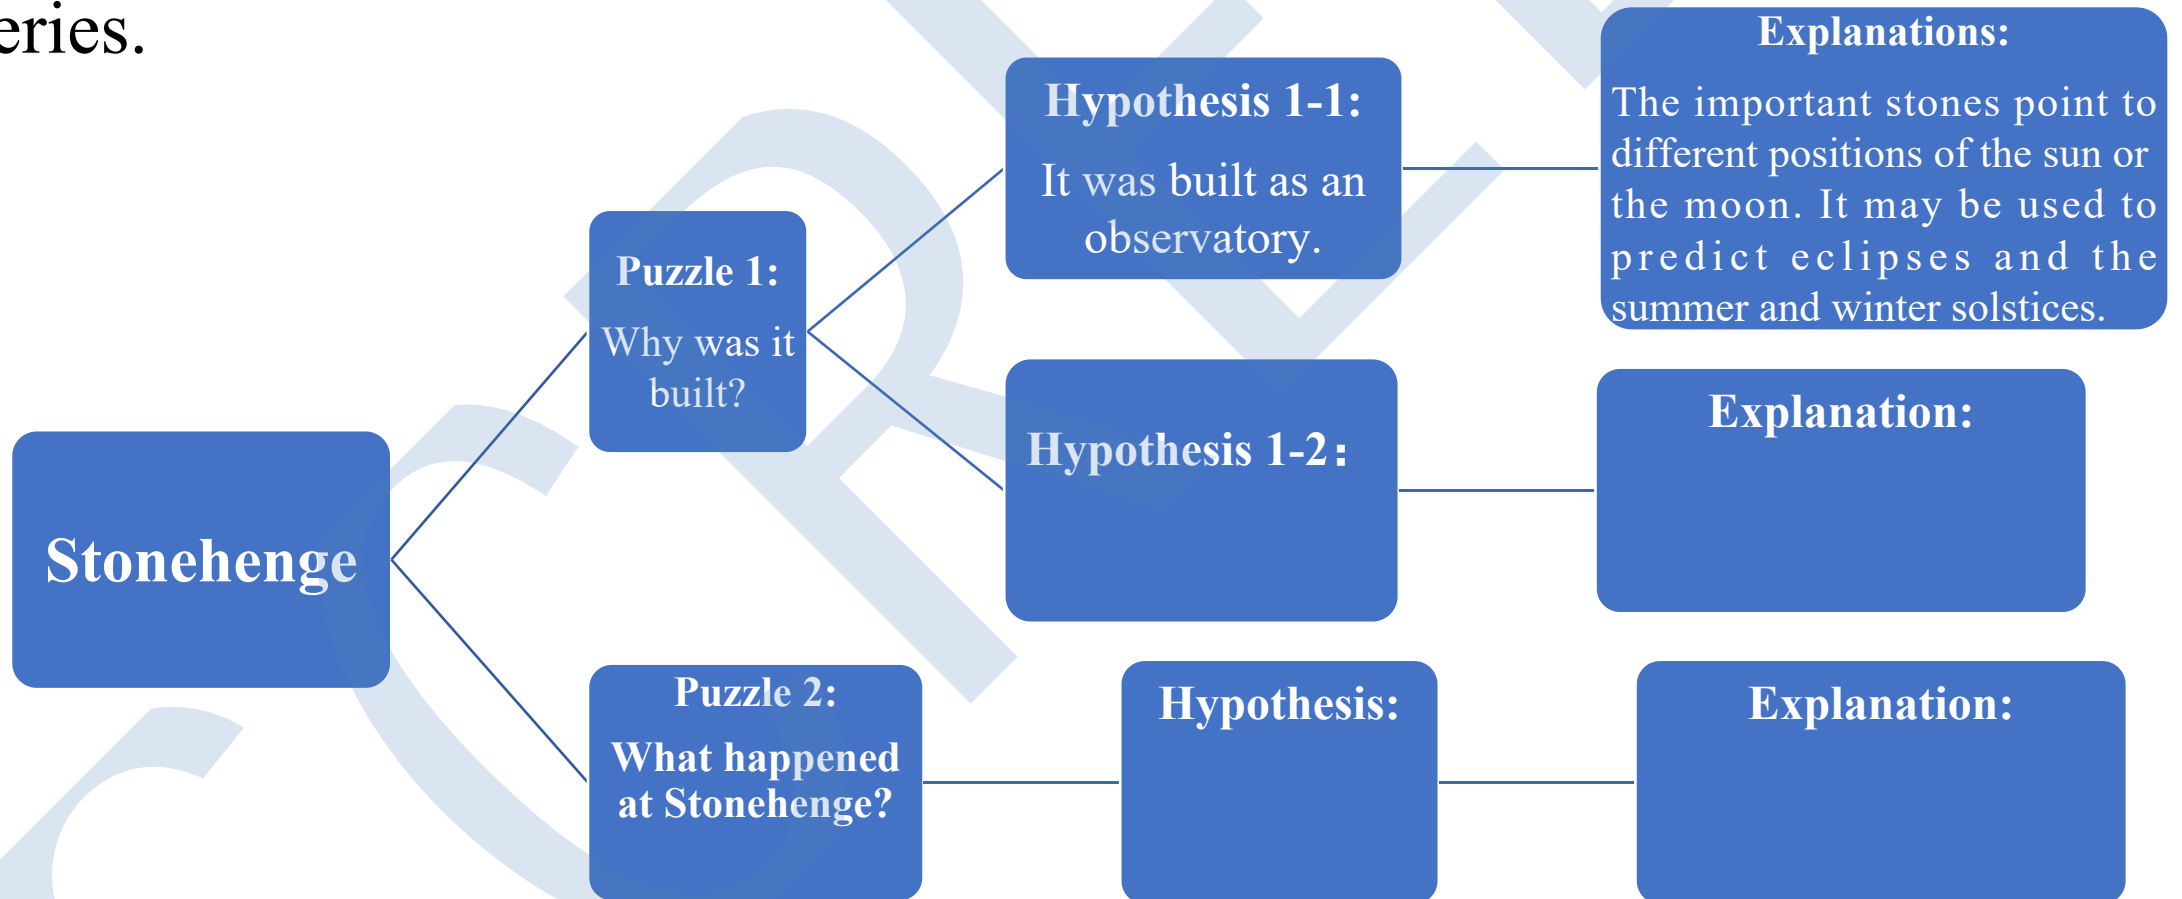 eries.
Stonehenge
Puzzle 1:
Why was it
built?
Hypothesis 1-1:
It was built as an
observatory.
Explanations:
The important stones point to
different positions of the sun or
the moon. It may be used to
predict eclipses and the
summer and winter solstices.
Hypothesis 1-2：
Explanation:
Puzzle 2:
What happened
at Stonehenge?
Hypothesis:
Explanation: